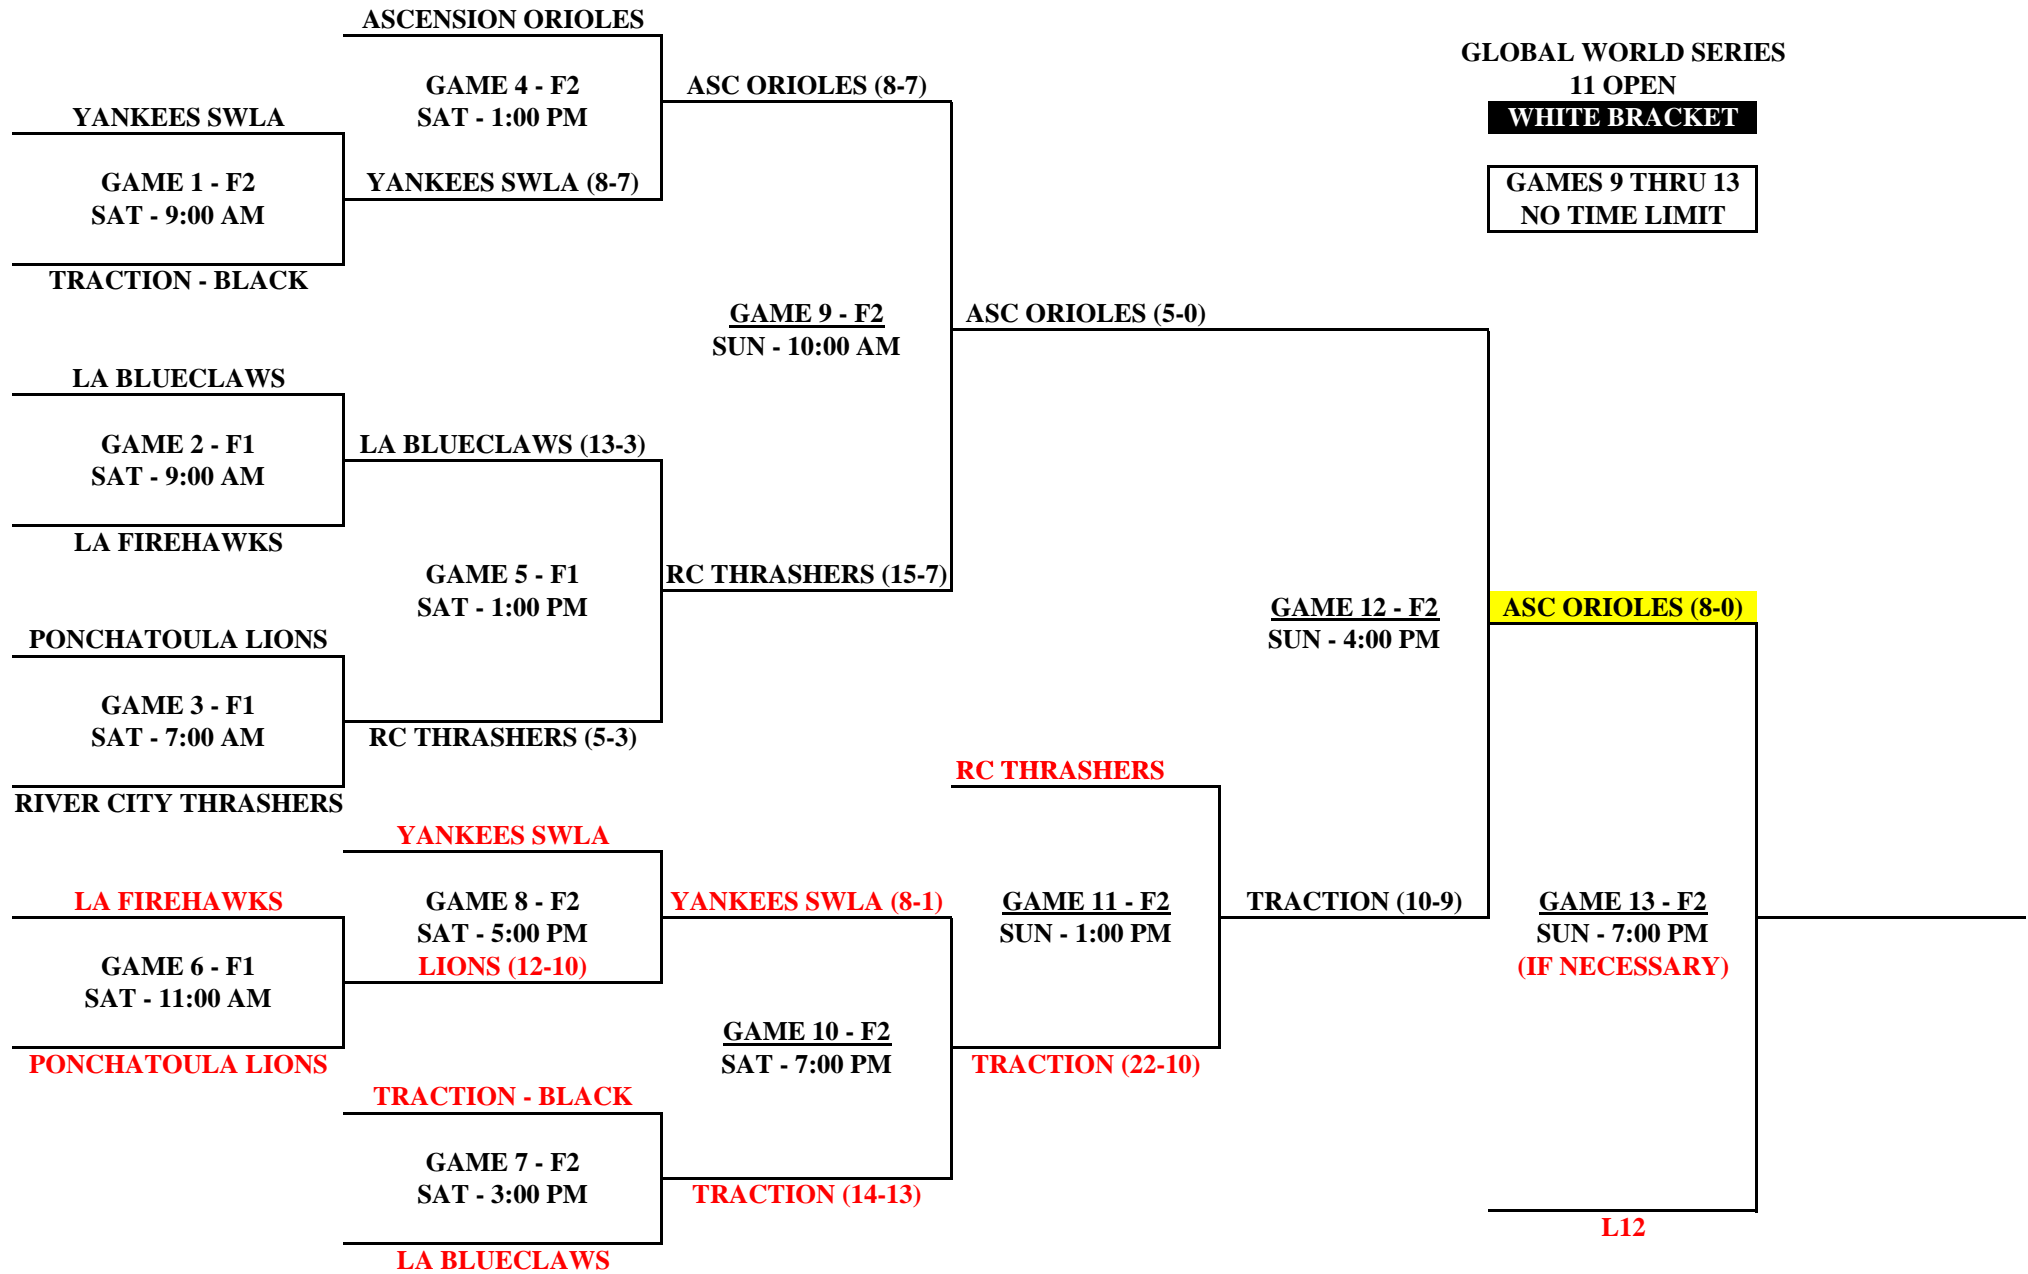 ASCENSION ORIOLES
GLOBAL WORLD SERIES
11 OPEN
WHITE BRACKET
GAMES 9 THRU 13
NO TIME LIMIT
GAME 4 - F2
SAT - 1:00 PM
ASC ORIOLES (8-7)
YANKEES SWLA
GAME 1 - F2
SAT - 9:00 AM
YANKEES SWLA (8-7)
TRACTION - BLACK
GAME 9 - F2
SUN - 10:00 AM
ASC ORIOLES (5-0)
LA BLUECLAWS
GAME 2 - F1
SAT - 9:00 AM
LA BLUECLAWS (13-3)
LA FIREHAWKS
GAME 5 - F1
SAT - 1:00 PM
RC THRASHERS (15-7)
GAME 12 - F2
SUN - 4:00 PM
ASC ORIOLES (8-0)
PONCHATOULA LIONS
GAME 3 - F1
SAT - 7:00 AM
RC THRASHERS (5-3)
RIVER CITY THRASHERS
RC THRASHERS
YANKEES SWLA
LA FIREHAWKS
GAME 8 - F2
SAT - 5:00 PM
LIONS (12-10)
YANKEES SWLA (8-1)
GAME 11 - F2
SUN - 1:00 PM
TRACTION (10-9)
GAME 13 - F2
SUN - 7:00 PM
(IF NECESSARY)
GAME 6 - F1
SAT - 11:00 AM
PONCHATOULA LIONS
GAME 10 - F2
SAT - 7:00 PM
TRACTION (22-10)
TRACTION - BLACK
GAME 7 - F2
SAT - 3:00 PM
TRACTION (14-13)
LA BLUECLAWS
L12